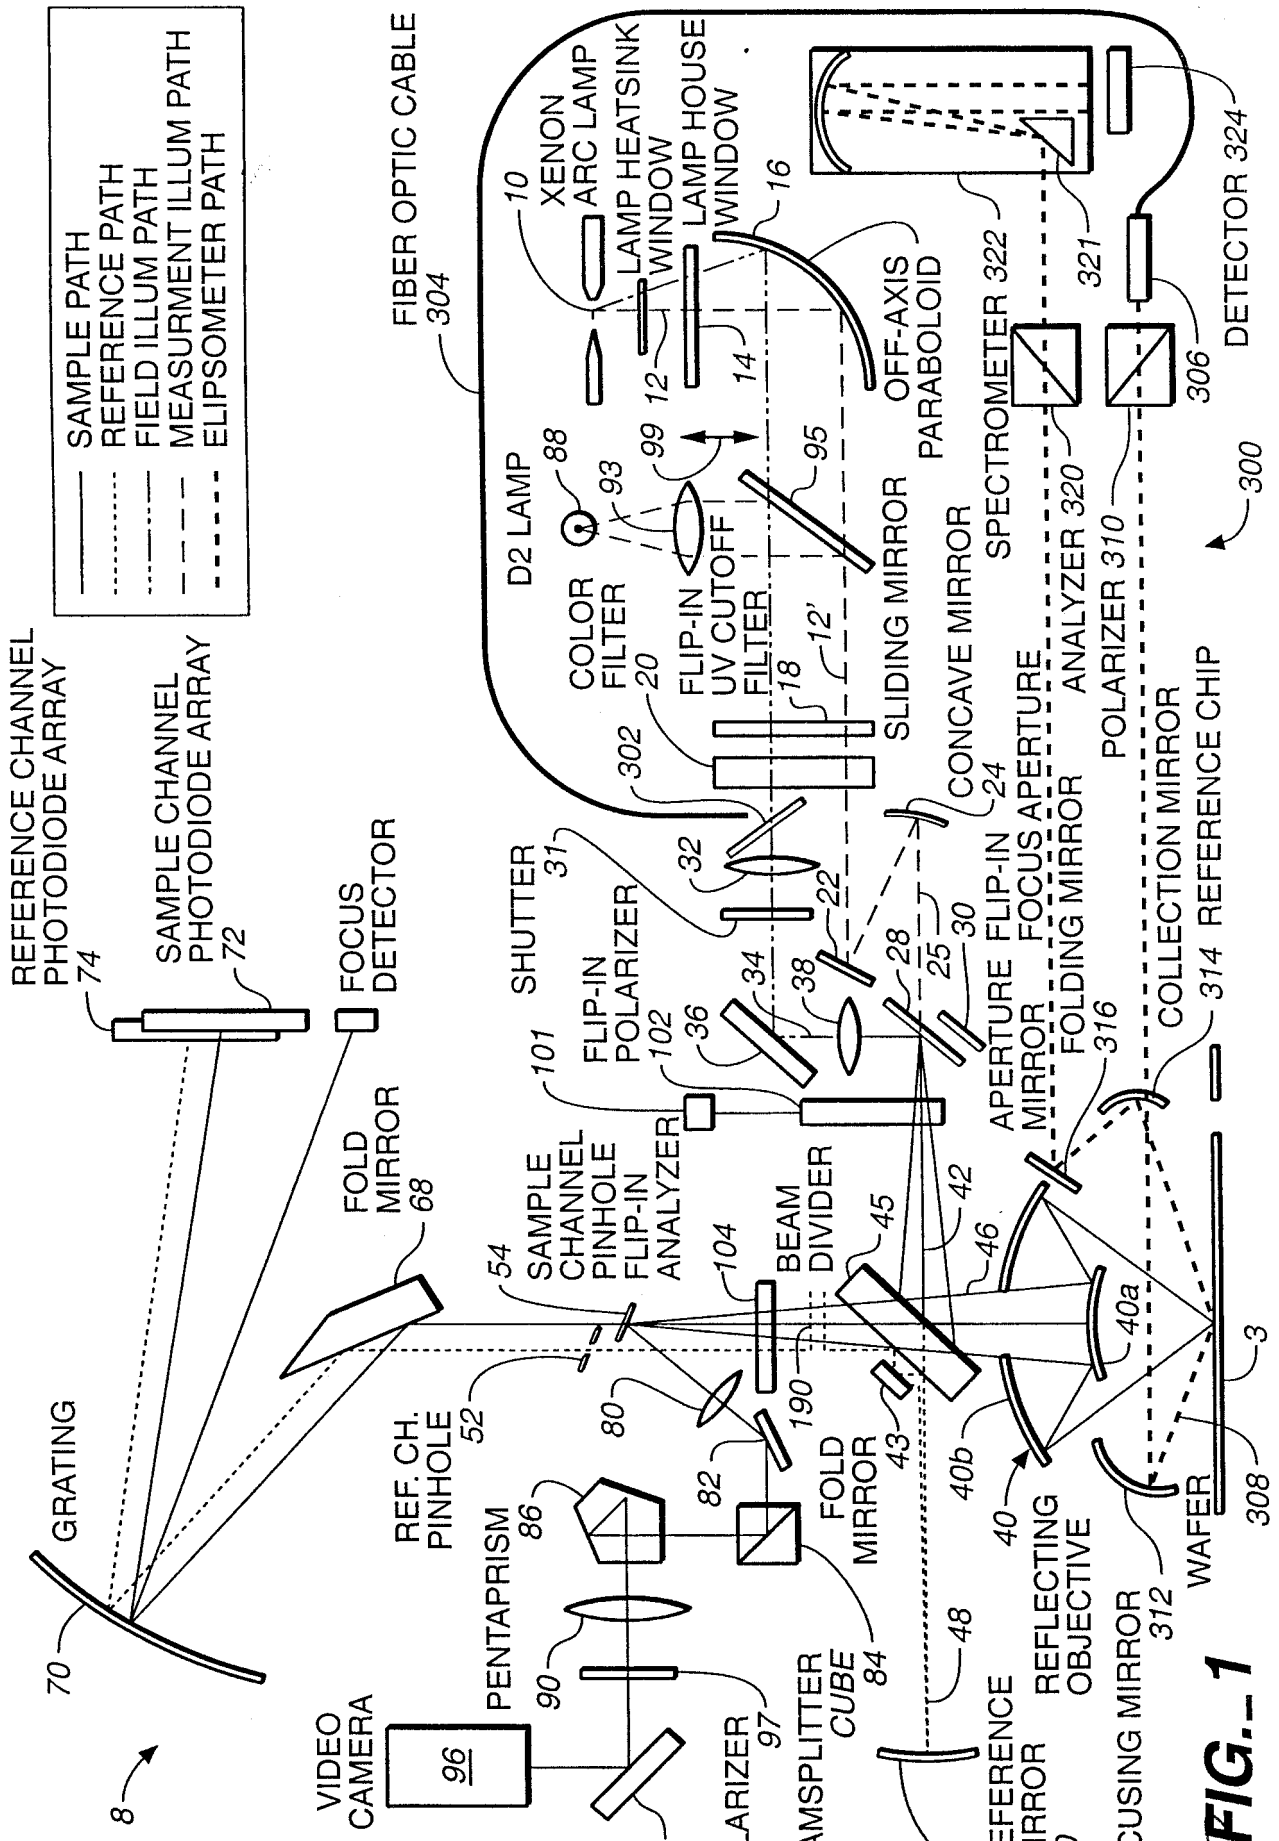 SAMPLE PATH
REFERENCE PATH
FIELD ILLUM PATH
MEASURMENT ILLUM PATH
ELIPSOMETER PATH
8
GRATING
70
REFERENCE CHANNEL
PHOTODIODE ARRAY
74
SAMPLE CHANNEL
PHOTODIODE ARRAY
72
FOCUS
DETECTOR
FOLD
MIRROR
68
FIBER OPTIC CABLE
304
10
XENON
ARC LAMP
LAMP HEATSINK
WINDOW
LAMP HOUSE
WINDOW
12
14
16
OFF-AXIS
PARABOLOID
D2 LAMP
88
93
99
95
COLOR
FILTER
20
FLIP-IN
UV CUTOFF
FILTER
18
12'
SLIDING MIRROR
302
SHUTTER
31
32
22
CONCAVE MIRROR
24
25
FLIP-IN
POLARIZER
102
34
36
38
28
30
101
SAMPLE
CHANNEL
PINHOLE
54
FLIP-IN
ANALYZER
104
BEAM
DIVIDER
45
42
46
190
REF. CH.
PINHOLE
52
80
82
FOLD
MIRROR
43
PENTAPRISM
86
90
97
84
VIDEO
CAMERA
96
LARIZER
AMSPLITTER
CUBE
48
EFERENCE
IRROR
REFLECTING
OBJECTIVE
40
40b
40a
CUSING MIRROR
312
WAFER
308
3
APERTURE
MIRROR
FLIP-IN
FOCUS APERTURE
FOLDING MIRROR
316
COLLECTION MIRROR
314
REFERENCE CHIP
SPECTROMETER 322
ANALYZER 320
POLARIZER 310
321
306
DETECTOR 324
300
FIG._1